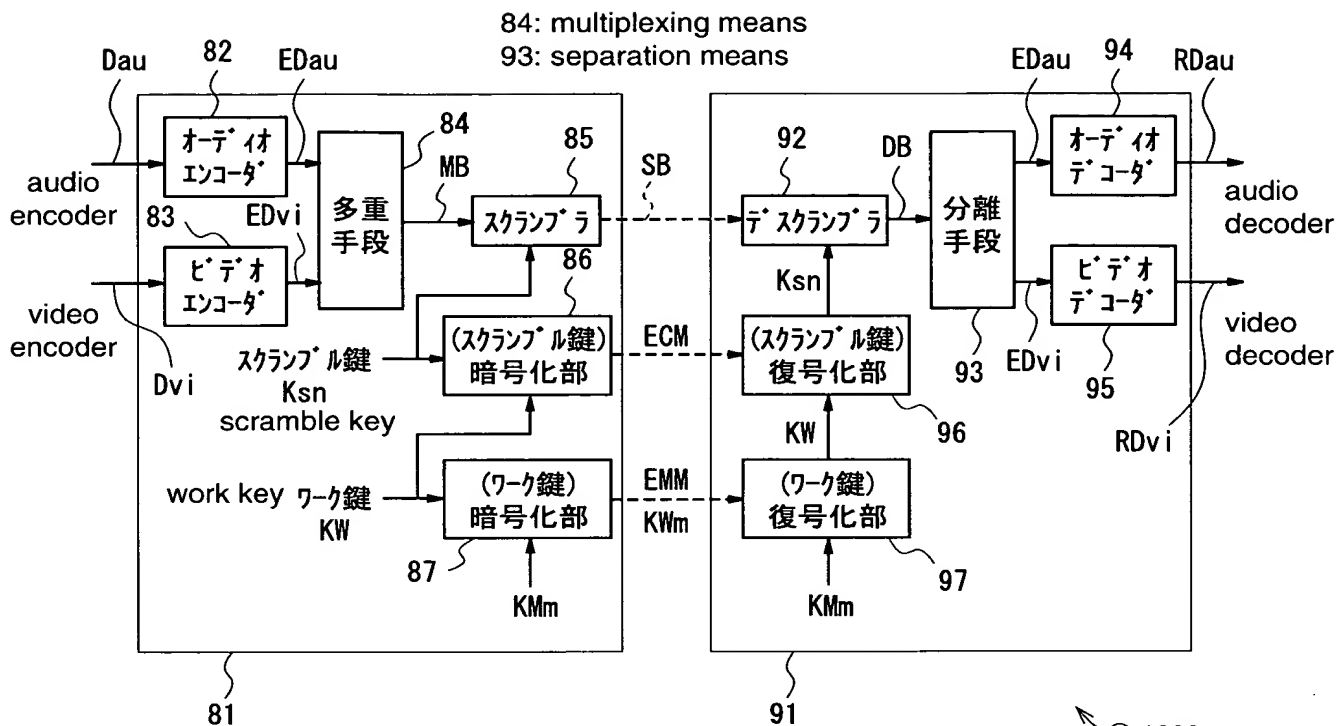 84: multiplexing means
93: separation means
Dau
82
EDau
オーディオ
エンコーダ
audio
encoder
84
多重
手段
MB
85
スクランブラ
SB
83
EDvi
ビデオ
エンコーダ
video
encoder
Dvi
86
スクランブル鍵
Ksn
scramble key
(スクランブル鍵)
暗号化部
ECM
work key
ワーク鍵
KW
(ワーク鍵)
暗号化部
EMM
KWm
87
KMm
81
92
デスクランブラ
DB
分離
手段
93
EDau
94
RDau
オーディオ
デコーダ
audio
decoder
EDvi
ビデオ
デコーダ
95
video
decoder
RDvi
Ksn
(スクランブル鍵)
復号化部
96
KW
(ワーク鍵)
復号化部
97
KMm
91